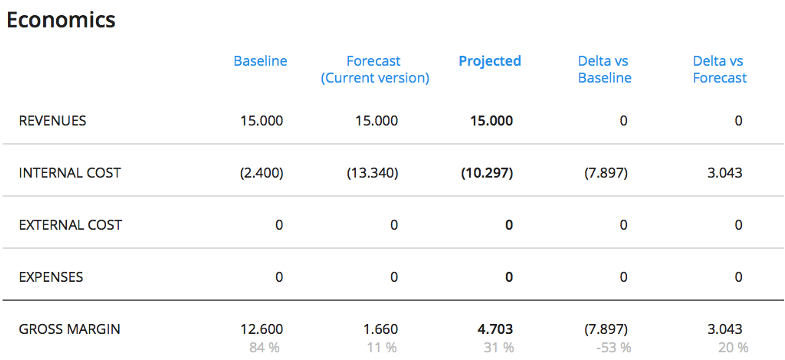 Economics
Baseline Forecast Projected Delta vs Delta vs
(Current version) Baseline Forecast
REVENUES 15.000 15.000 15.000 0 0
INTERNAL COST (2.400) (13.340) (10.297) (7.897) 3.043
EXTERNAL COST 0 0 0 0 0
EXPENSES 0 0 0 0 0
GROSS MARGIN 12.600 1.660 4.703 (7.897) 3.043
84 % 11 % 31 % -53 % 20 %